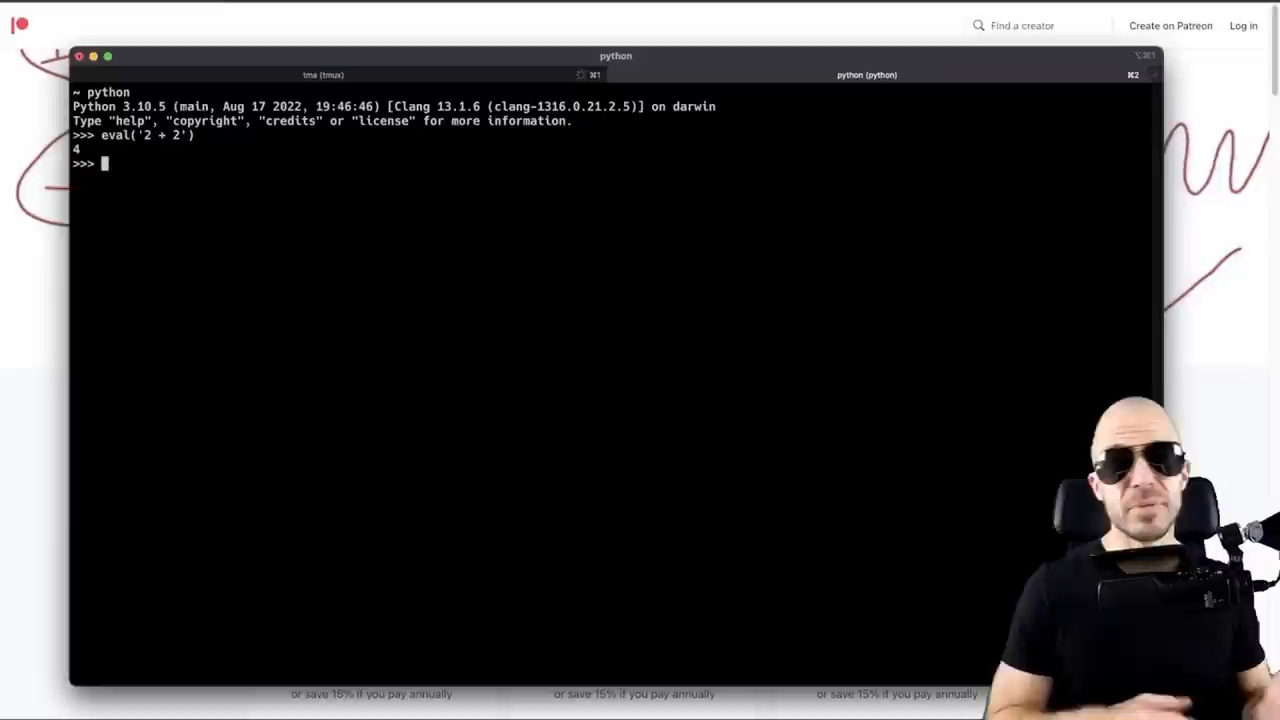 Find a creator
Create on Patreon
Log in
python
⌥⌘1
tma (tmux)
⌘1
python (python)
⌘2
~ python
Python 3.10.5 (main, Aug 17 2022, 19:46:46) [Clang 13.1.6 (clang-1316.0.21.2.5)] on darwin
Type "help", "copyright", "credits" or "license" for more information.
>>> eval('2 + 2')
4
>>>
or save 15% if you pay annually
or save 15% if you pay annually
or save 15% if you pay annually